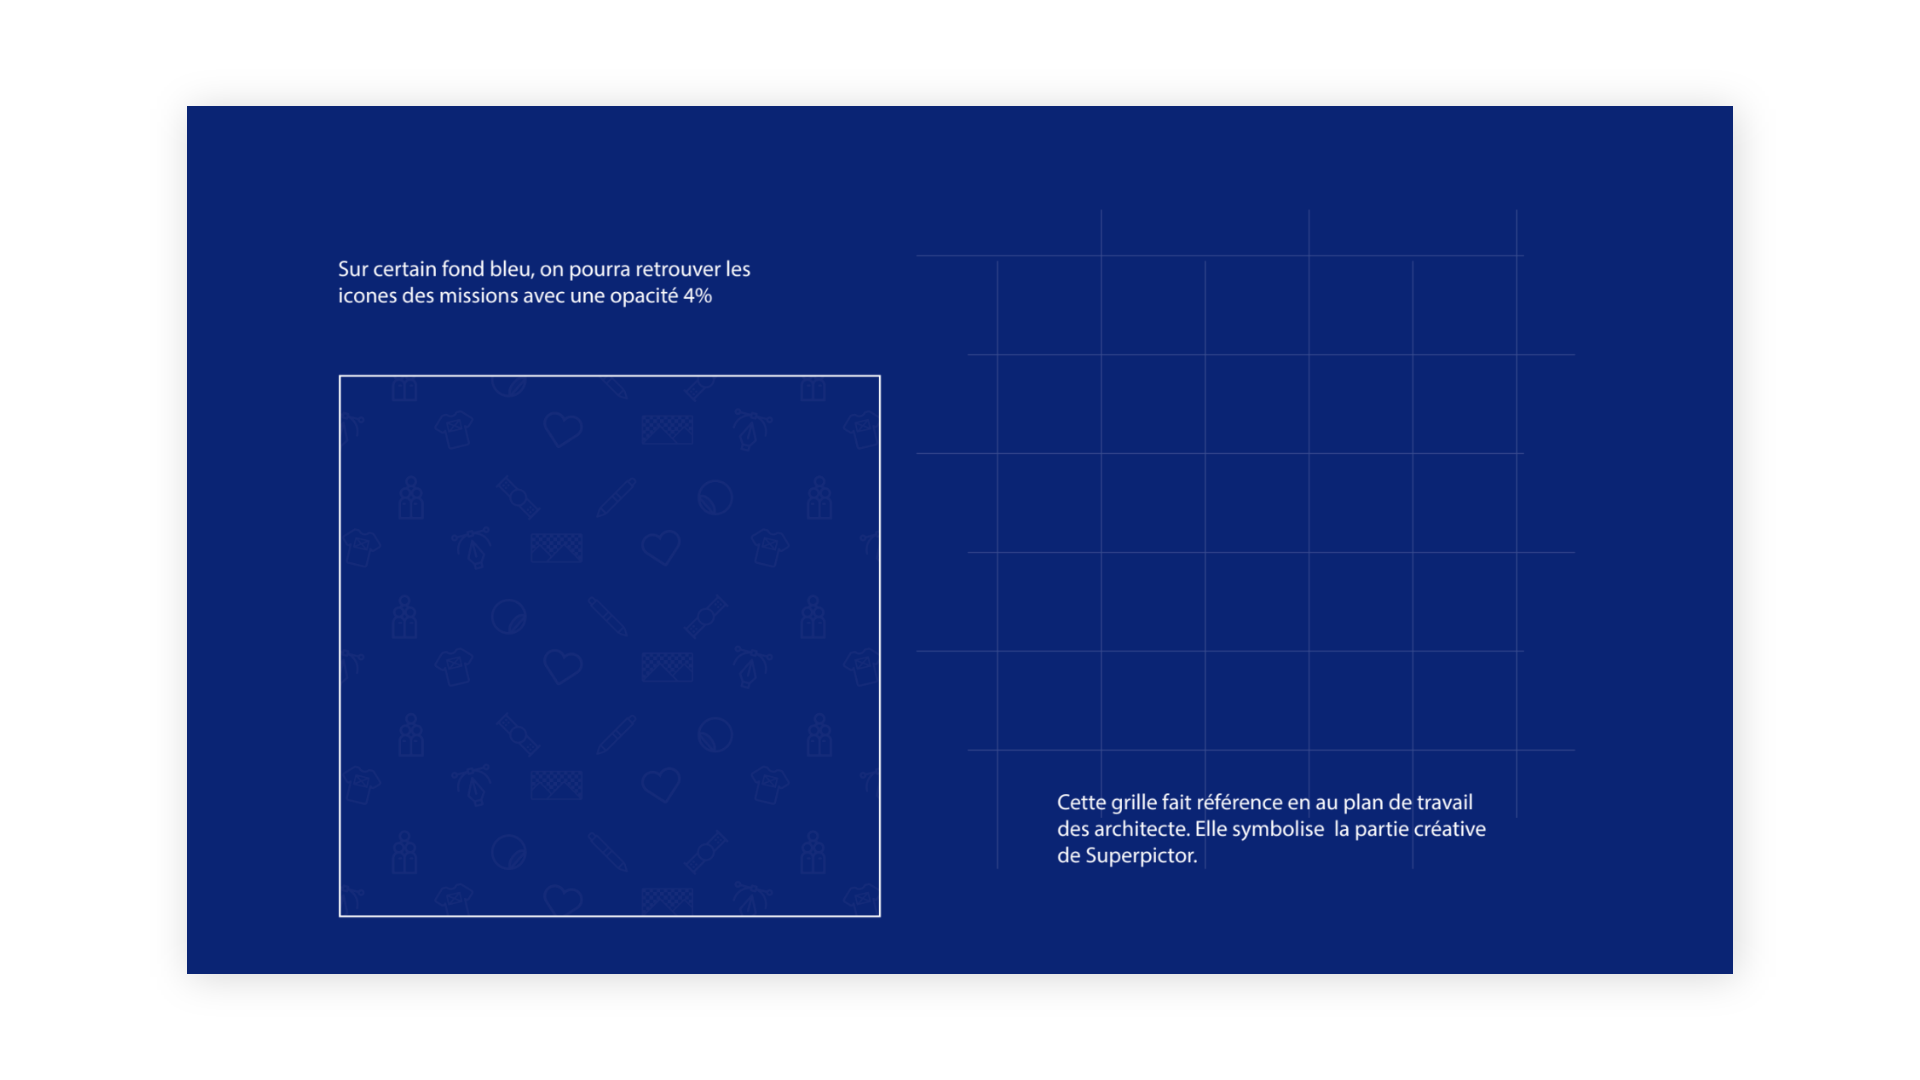 Sur certain fond bleu, on pourra retrouver les
icones des missions avec une opacité 4%
Cette grille fait référence en au plan de travail
des architecte. Elle symbolise  la partie créative
de Superpictor.